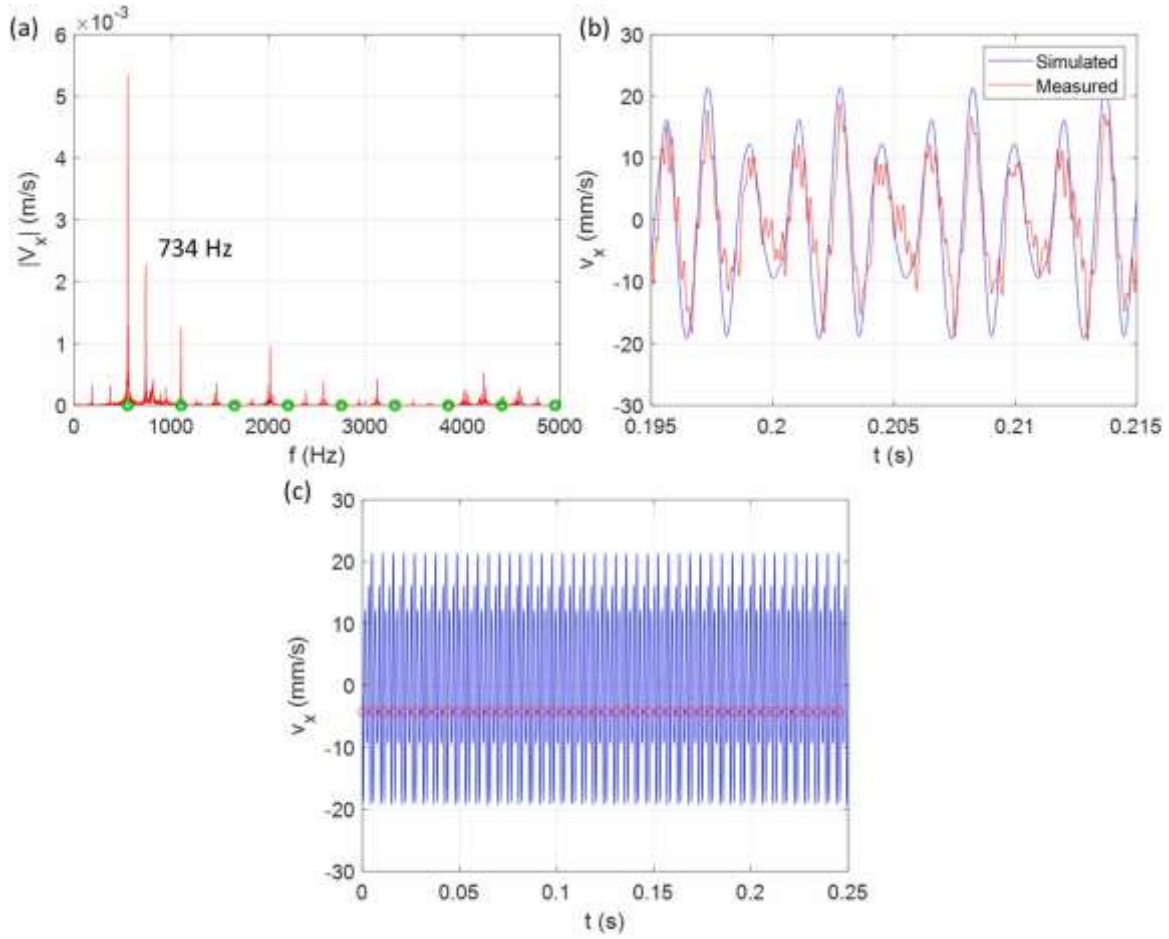 (a)
×10⁻³
6
5
4
3
2
1
0
|Vₓ| (m/s)
734 Hz
0 1000 2000 3000 4000 5000
f (Hz)
(b)
30
20
10
0
-10
-20
-30
vₓ (mm/s)
Simulated
Measured
0.195 0.2 0.205 0.21 0.215
t (s)
(c)
30
20
10
0
-10
-20
-30
vₓ (mm/s)
0 0.05 0.1 0.15 0.2 0.25
t (s)